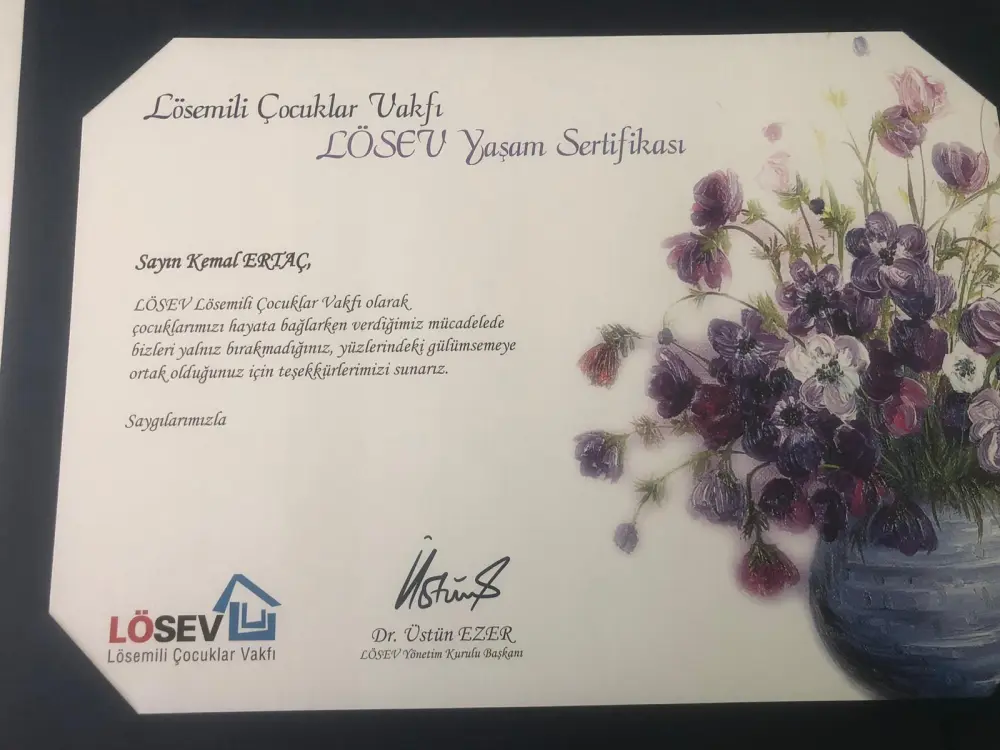 Lösemili Çocuklar Vakfı
LÖSEV Yaşam Sertifikası
Sayın Kemal ERTAÇ,
LÖSEV Lösemili Çocuklar Vakfı olarak
çocuklarımızı hayata bağlarken verdiğimiz mücadelede
bizleri yalnız bırakmadığınız, yüzlerindeki gülümsemeye
ortak olduğunuz için teşekkürlerimizi sunarız.
Saygılarımızla
Üstün
Dr. Üstün EZER
LÖSEV Yönetim Kurulu Başkanı
LÖSEV
Lösemili Çocuklar Vakfı